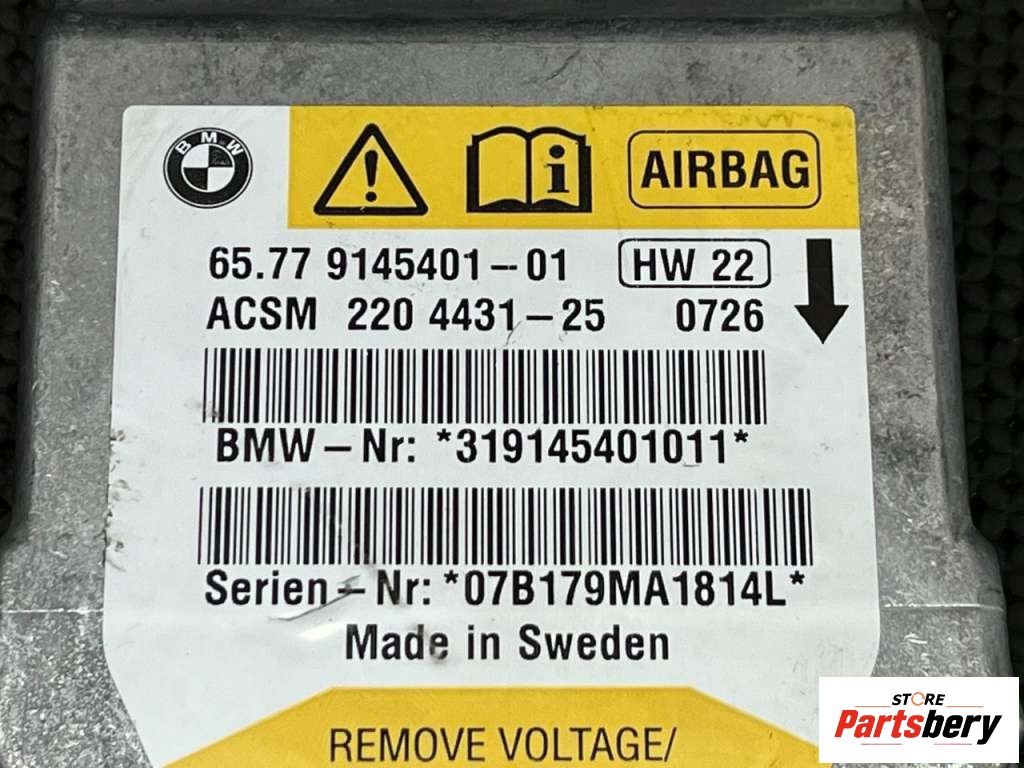 BMW
AIRBAG
65.77 9145401-01 HW 22
ACSM 220 4431-25 0726
BMW-Nr: *319145401011*
Serien-Nr: *07B179MA1814L*
Made in Sweden
REMOVE VOLTAGE/
STORE
Partsbery